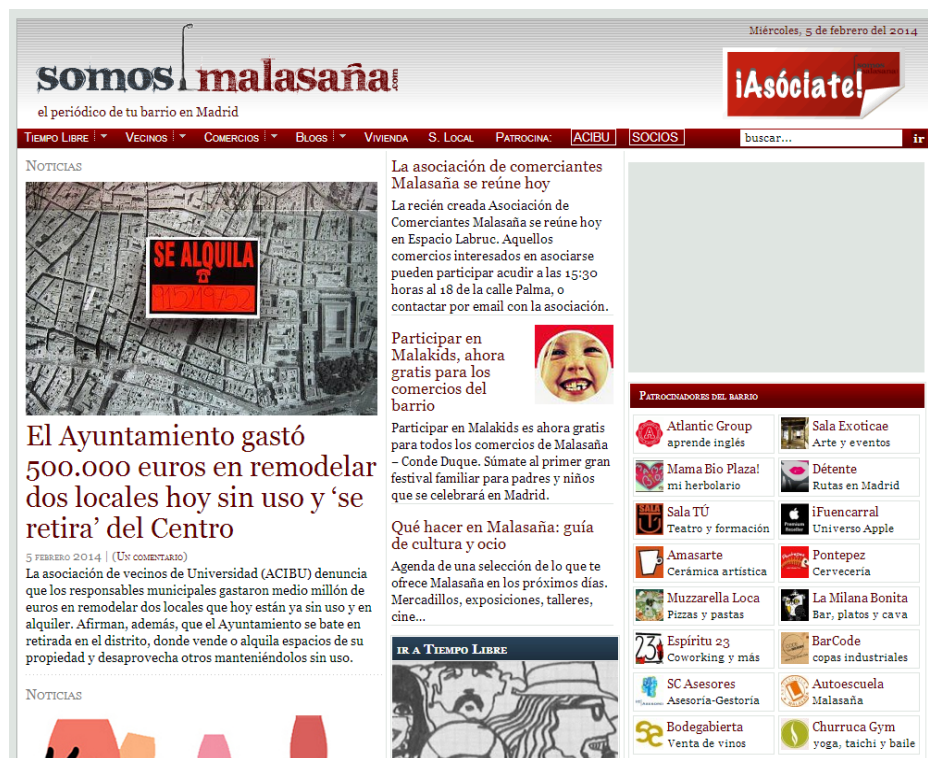 Miércoles, 5 de febrero del 2014
somos malasaña.com
el periódico de tu barrio en Madrid
¡Asóciate!
TIEMPO LIBRE VECINOS COMERCIOS BLOGS VIVIENDA S. LOCAL PATROCINA: ACIBU SOCIOS buscar... ir
NOTICIAS
SE ALQUILA
915219752
El Ayuntamiento gastó
500.000 euros en remodelar
dos locales hoy sin uso y ‘se
retira’ del Centro
5 FEBRERO 2014 | (UN COMENTARIO)
La asociación de vecinos de Universidad (ACIBU) denuncia
que los responsables municipales gastaron medio millón de
euros en remodelar dos locales que hoy están ya sin uso y en
alquiler. Afirman, además, que el Ayuntamiento se bate en
retirada en el distrito, donde vende o alquila espacios de su
propiedad y desaprovecha otros manteniéndolos sin uso.
NOTICIAS
La asociación de comerciantes
Malasaña se reúne hoy
La recién creada Asociación de
Comerciantes Malasaña se reúne hoy
en Espacio Labruc. Aquellos
comercios interesados en asociarse
pueden participar acudir a las 15:30
horas al 18 de la calle Palma, o
contactar por email con la asociación.
Participar en
Malakids, ahora
gratis para los
comercios del
barrio
Participar en Malakids es ahora gratis
para todos los comercios de Malasaña
– Conde Duque. Súmate al primer gran
festival familiar para padres y niños
que se celebrará en Madrid.
Qué hacer en Malasaña: guía
de cultura y ocio
Agenda de una selección de lo que te
ofrece Malasaña en los próximos días.
Mercadillos, exposiciones, talleres,
cine...
IR A TIEMPO LIBRE
PATROCINADORES DEL BARRIO
Atlantic Group
aprende inglés
Sala Exoticae
Arte y eventos
Mama Bio Plaza!
mi herbolario
Détente
Rutas en Madrid
SALA
Sala TÚ
Teatro y formación
Premium
Reseller
iFuencarral
Universo Apple
Amasarte
Cerámica artística
Pontepez
Cervecería
Muzzarella Loca
Pizzas y pastas
La Milana Bonita
Bar, platos y cava
23
Espíritu 23
Coworking y más
BarCode
copas industriales
SC Asesores
Asesoría-Gestoría
Autoescuela
Malasaña
Bodegabierta
Venta de vinos
Churruca Gym
yoga, taichi y baile